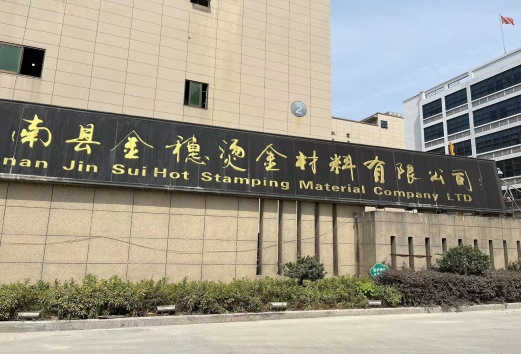 南县金穗烫金材料有限公司
nan Jin Sui Hot Stamping Material Company LTD
2